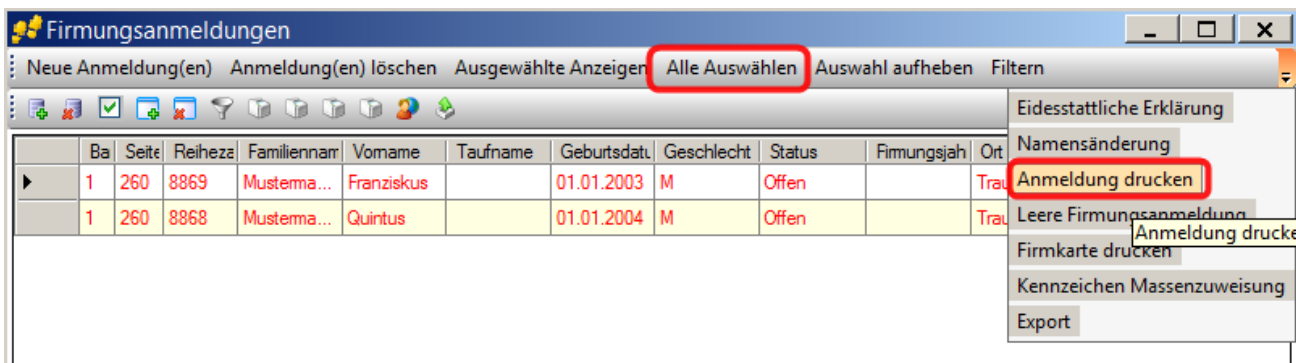 Firmungsanmeldungen
Neue Anmeldung(en) Anmeldung(en) löschen Ausgewählte Anzeigen Alle Auswählen Auswahl aufheben Filtern
Eidesstattliche Erklärung
Namensänderung
Anmeldung drucken
Leere Firmungsanmeldung
Anmeldung drucke
Firmkarte drucken
Kennzeichen Massenzuweisung
Export
Ba Seite Reiheza Familiennam Vorname Taufname Geburtsdatu Geschlecht Status Firmungsjah Ort
1 260 8869 Musterma... Franziskus 01.01.2003 M Offen Trau
1 260 8868 Musterma... Quintus 01.01.2004 M Offen Trau